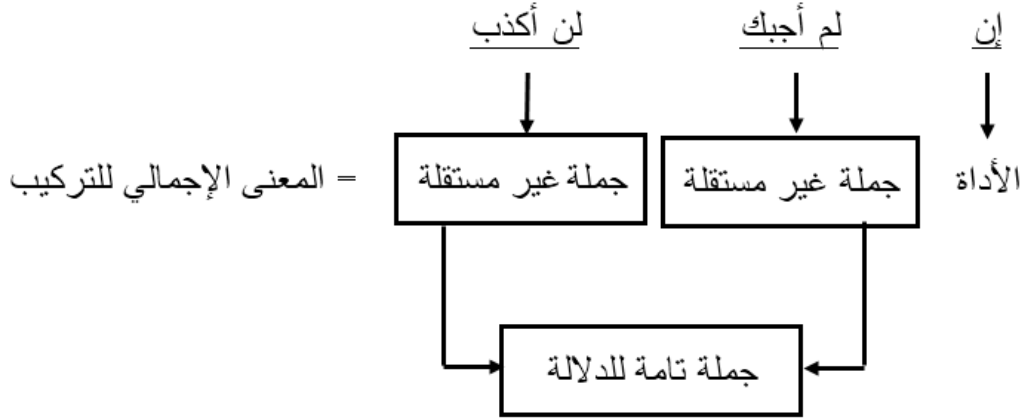 إن لم أجبك لن أكذب
الأداة جملة غير مستقلة جملة غير مستقلة = المعنى الإجمالي للتركيب
جملة تامة للدلالة